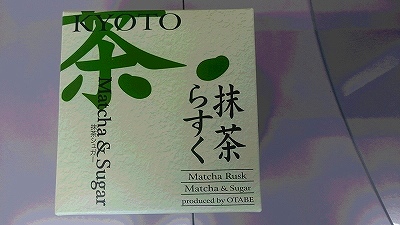 KYOTO
茶
Matcha & Sugar
抹茶シュガー
抹茶
らすく
Matcha Rusk
Matcha & Sugar
produced by OTABE